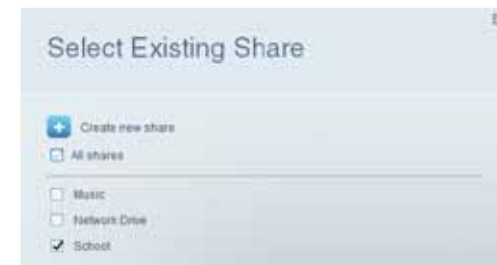 Select Existing Share
Create new share
All shares
Music
Network Drive
School